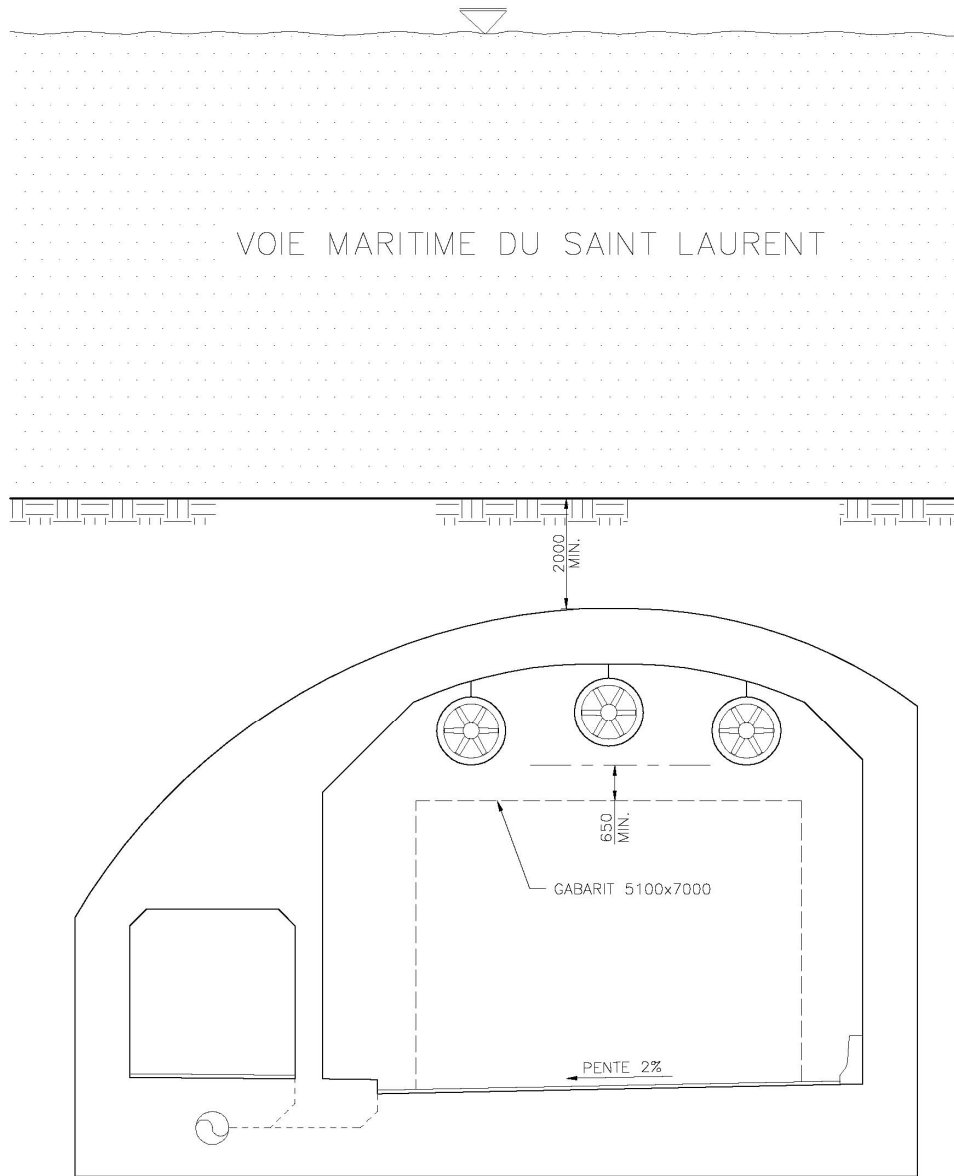 VOIE MARITIME DU SAINT LAURENT
2000
MIN.
650
MIN.
GABARIT 5100x7000
PENTE 2%